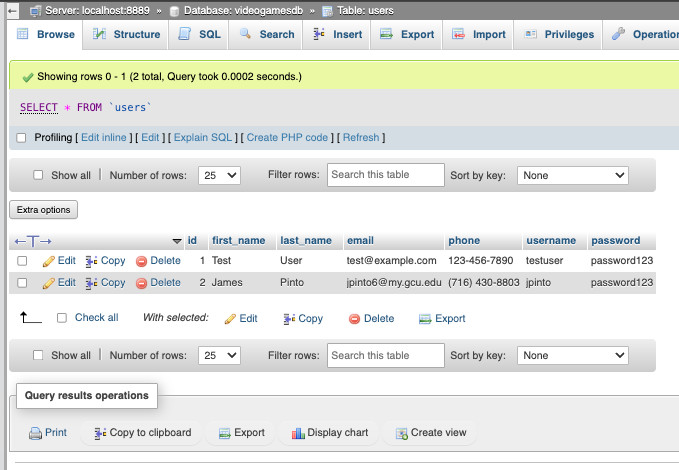 Server: localhost:8889 » Database: videogamesdb » Table: users
Browse Structure SQL Search Insert Export Import Privileges Operation
Showing rows 0 - 1 (2 total, Query took 0.0002 seconds.)
SELECT * FROM `users`
Profiling [ Edit inline ] [ Edit ] [ Explain SQL ] [ Create PHP code ] [ Refresh ]
Show all | Number of rows: 25 Filter rows: Search this table Sort by key: None
Extra options
←T→ id first_name last_name email phone username password
Edit Copy Delete 1 Test User test@example.com 123-456-7890 testuser password123
Edit Copy Delete 2 James Pinto jpinto6@my.gcu.edu (716) 430-8803 jpinto password123
Check all With selected: Edit Copy Delete Export
Show all | Number of rows: 25 Filter rows: Search this table Sort by key: None
Query results operations
Print Copy to clipboard Export Display chart Create view